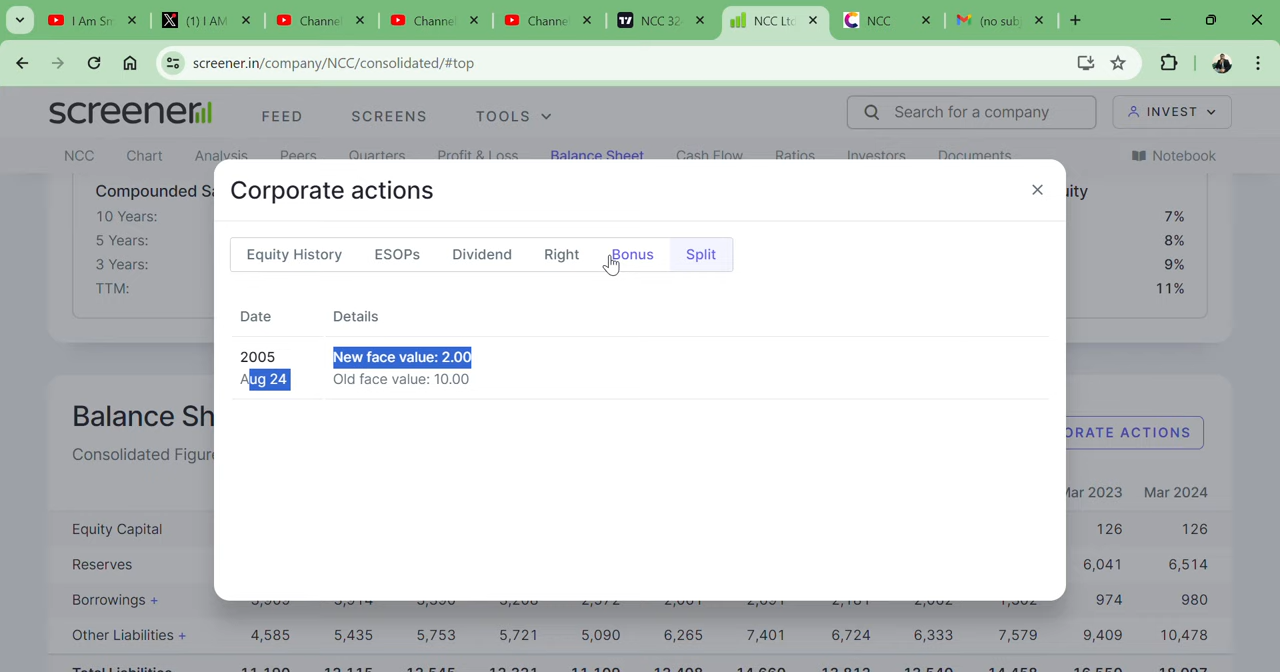 I Am Sm
(1) I AM
Channel
Channel
Channe
NCC 324
NCC Ltd
NCC
(no sub
screener.in/company/NCC/consolidated/#top
screener
FEED
SCREENS
TOOLS
Search for a company
INVEST
NCC
Chart
Analysis
Peers
Quarters
Profit & Loss
Balance Sheet
Cash Flow
Ratios
Investors
Documents
Notebook
Corporate actions
Compounded Sa
uity
10 Years:
7%
5 Years:
8%
3 Years:
9%
TTM:
11%
Equity History
ESOPs
Dividend
Right
Bonus
Split
Date
Details
2005
New face value: 2.00
Aug 24
Old face value: 10.00
Balance Sh
Consolidated Figure
ORATE ACTIONS
Mar 2023
Mar 2024
Equity Capital
126
126
Reserves
6,041
6,514
Borrowings +
974
980
Other Liabilities +
4,585
5,435
5,753
5,721
5,090
6,265
7,401
6,724
6,333
7,579
9,409
10,478